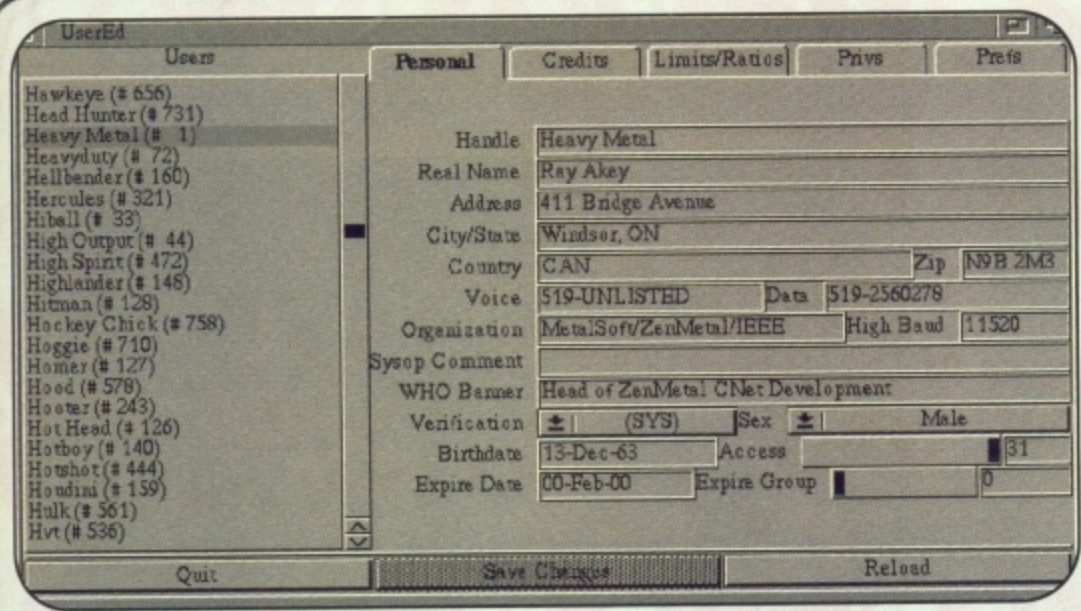 UserEd
Users
Personal Credits Limits/Ratios Privs Prefs
Hawkeye (# 656)
Head Hunter (# 731)
Heavy Metal (# 1)
Heavyduty (# 72)
Hellbender (# 160)
Hercules (# 321)
Hiball (# 33)
High Output (# 44)
High Spirit (# 472)
Highlander (# 148)
Hitman (# 128)
Hockey Chick (# 758)
Hoggie (# 710)
Homer (# 127)
Hood (# 578)
Hooter (# 243)
Hot Head (# 126)
Hotboy (# 140)
Hotshot (# 444)
Houdini (# 159)
Hulk (# 561)
Hvt (# 536)
Handle Heavy Metal
Real Name Ray Akey
Address 411 Bridge Avenue
City/State Windsor, ON
Country CAN Zip N9B 2M3
Voice 519-UNLISTED Data 519-2560278
Organization MetalSoft/ZenMetal/IEEE High Baud 11520
Sysop Comment
WHO Banner Head of ZenMetal CNet Development
Verification (SYS) Sex Male
Birthdate 13-Dec-63 Access 31
Expire Date 00-Feb-00 Expire Group 0
Quit Save Changes Reload